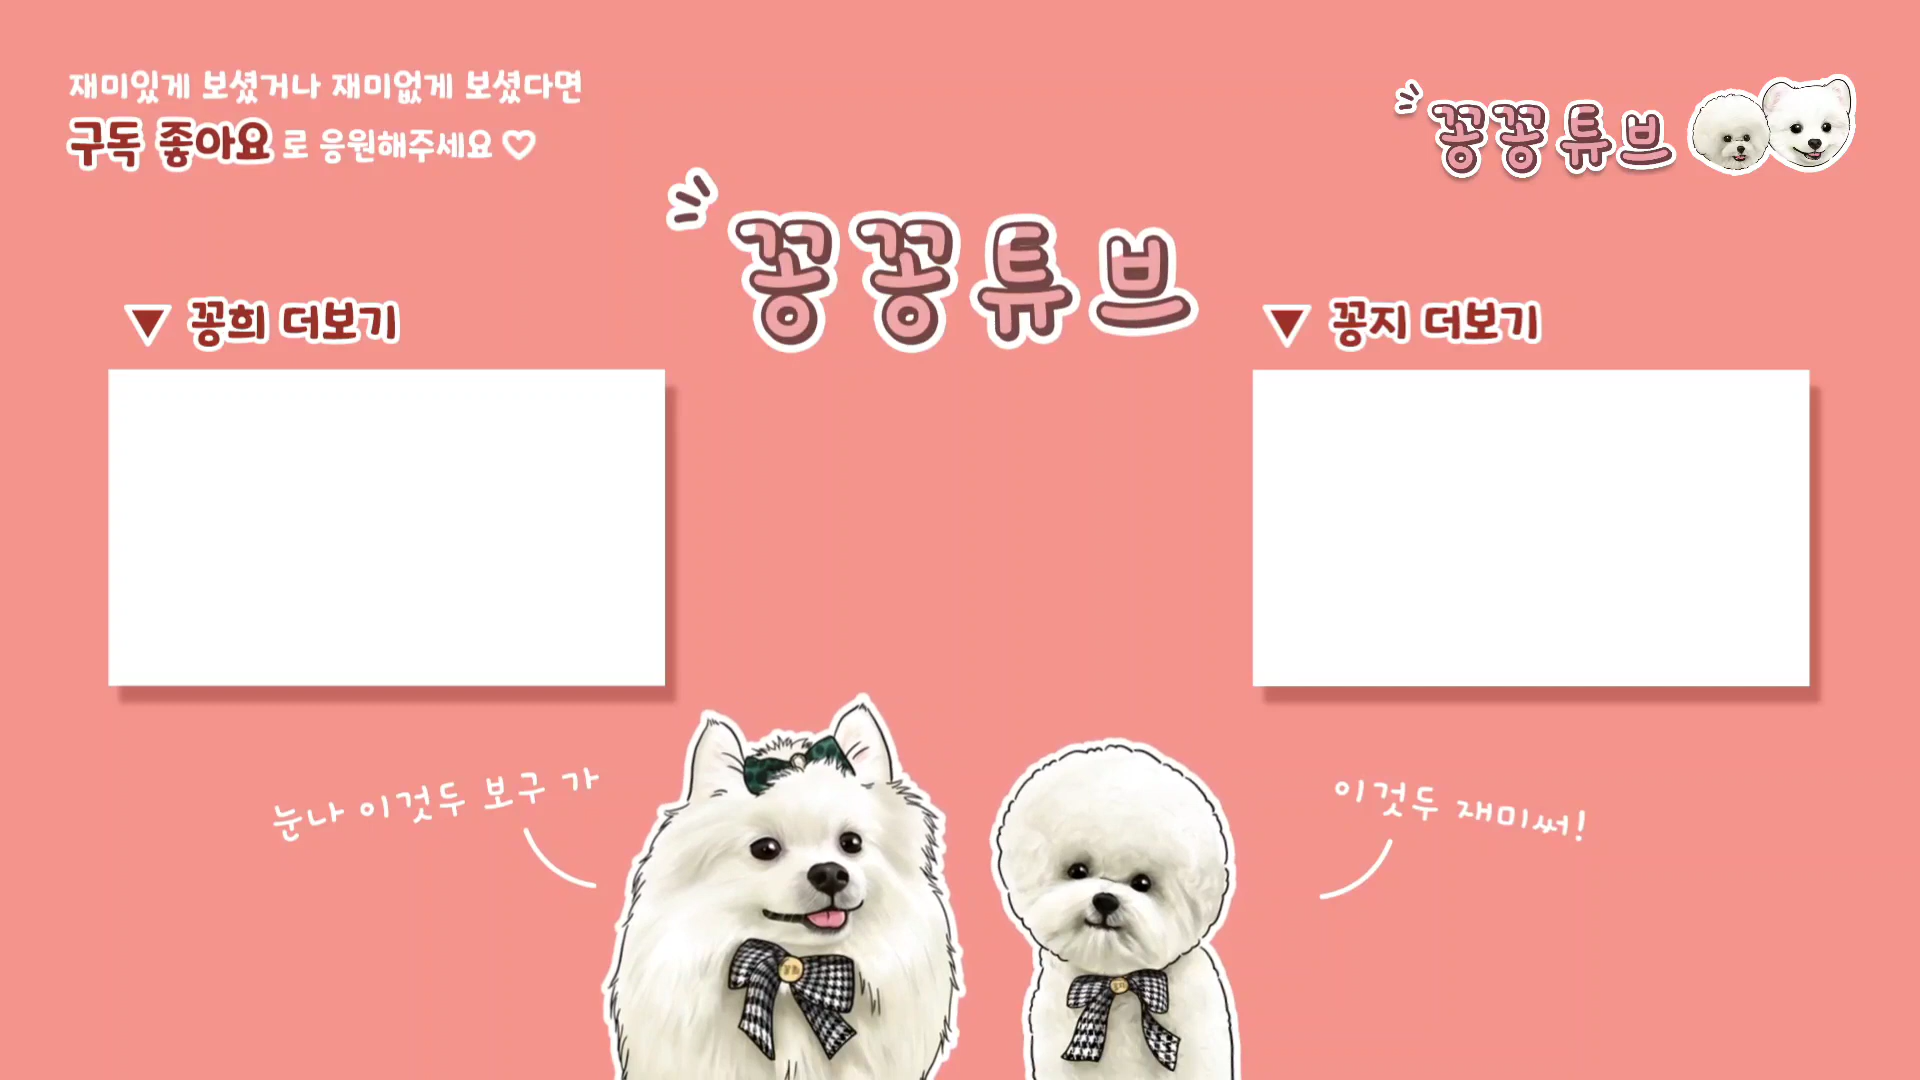 재미있게 보셨거나 재미없게 보셨다면
구독 좋아요 로 응원해주세요 ♡
꽁꽁튜브
꽁꽁튜브
▼ 꽁희 더보기
▼ 꽁지 더보기
눈나 이것두 보구 가
이것두 재미써!